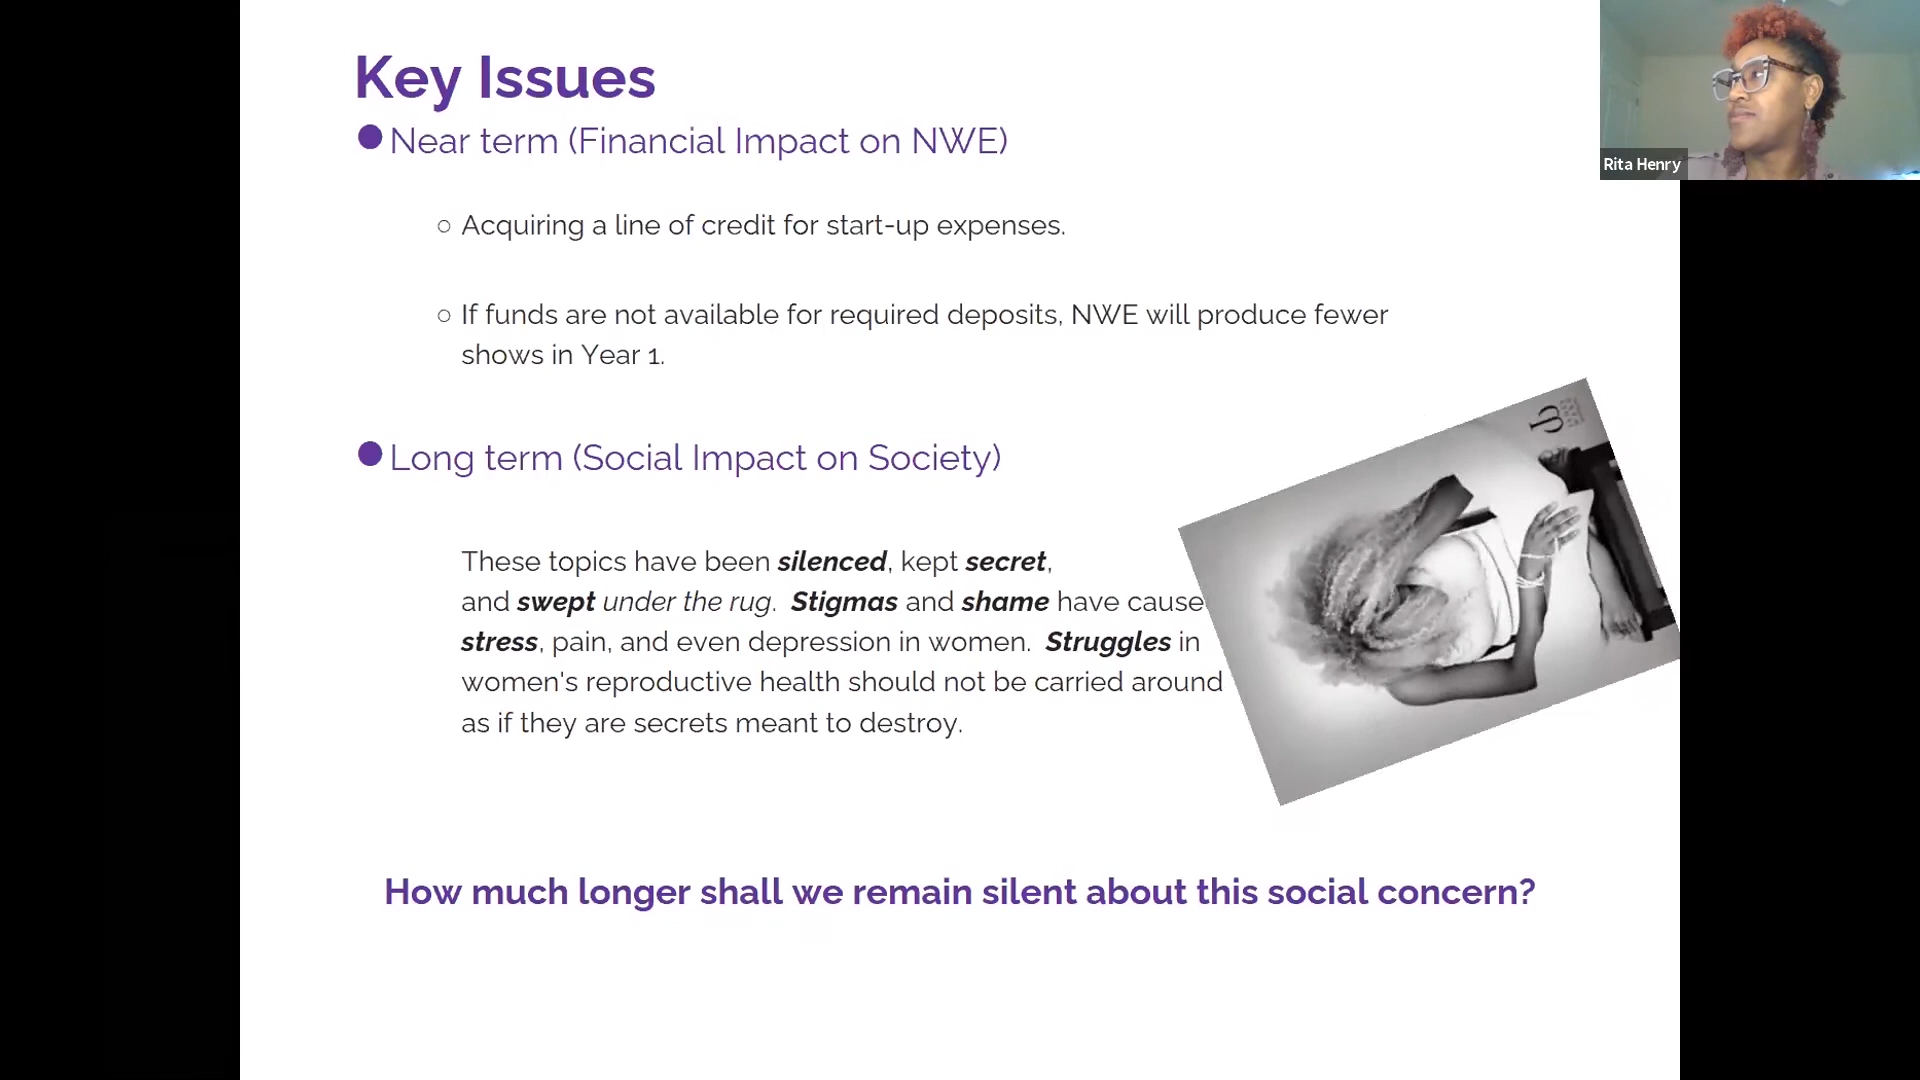 Key Issues
Near term (Financial Impact on NWE)
Acquiring a line of credit for start-up expenses.
If funds are not available for required deposits, NWE will produce fewer
shows in Year 1.
Long term (Social Impact on Society)
These topics have been silenced, kept secret,
and swept under the rug. Stigmas and shame have cause
stress, pain, and even depression in women. Struggles in
women's reproductive health should not be carried around
as if they are secrets meant to destroy.
How much longer shall we remain silent about this social concern?
Rita Henry